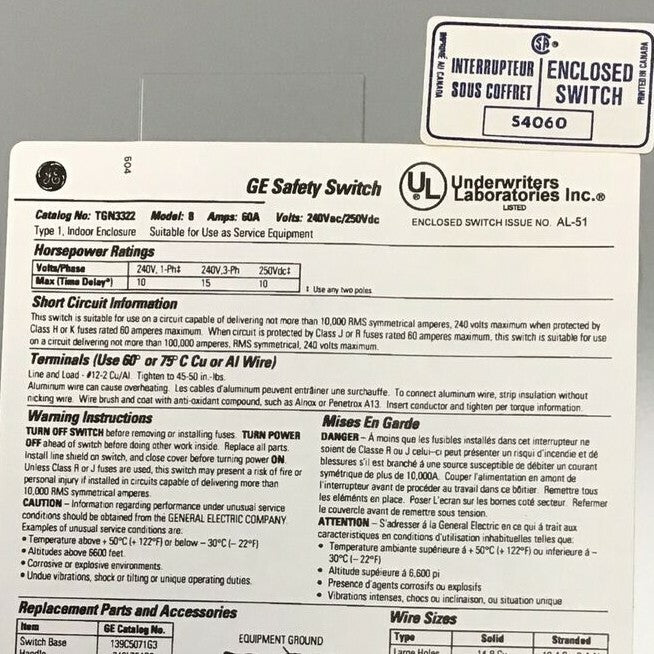 IMPRIMÉ AU CANADA
CSA ®
INTERRUPTEUR
SOUS COFFRET
ENCLOSED
SWITCH
S4060
PRINTED IN CANADA
604
GE
GE Safety Switch
UL
Underwriters
Laboratories Inc.®
LISTED
ENCLOSED SWITCH ISSUE NO. AL-51
Catalog No: TGN3322 Model: 8 Amps: 60A Volts: 240Vac/250Vdc
Type 1, Indoor Enclosure Suitable for Use as Service Equipment
Horsepower Ratings
Volts/Phase 240V, 1-Ph‡ 240V,3-Ph 250Vdc‡
Max (Time Delay*) 10 15 10
‡ Use any two poles
Short Circuit Information
This switch is suitable for use on a circuit capable of delivering not more than 10,000 RMS symmetrical amperes, 240 volts maximum when protected by
Class H or K fuses rated 60 amperes maximum. When circuit is protected by Class J or R fuses rated 60 amperes maximum, this switch is suitable for use
on a circuit delivering not more than 100,000 amperes, RMS symmetrical, 240 volts maximum.
Terminals (Use 60° or 75°C Cu or Al Wire)
Line and Load - #12-2 Cu/Al. Tighten to 45-50 in.-lbs.
Aluminum wire can cause overheating. Les cables d'aluminum peuvent entrâiner une surchauffe. To connect aluminum wire, strip insulation without
nicking wire. Wire brush and coat with anti-oxidant compound, such as Alnox or Penetrox A13. Insert conductor and tighten per torque information.
Warning Instructions
TURN OFF SWITCH before removing or installing fuses. TURN POWER
OFF ahead of switch before doing other work inside. Replace all parts.
Install line shield on switch, and close cover before turning power ON.
Unless Class R or J fuses are used, this switch may present a risk of fire or
personal injury if installed in circuits capable of delivering more than
10,000 RMS symmetrical amperes.
CAUTION – Information regarding performance under unusual service
conditions should be obtained from the GENERAL ELECTRIC COMPANY.
Examples of unusual service conditions are:
• Temperature above + 50°C (+ 122°F) or below – 30°C (– 22°F)
• Altitudes above 6600 feet.
• Corrosive or explosive environments.
• Undue vibrations, shock or tilting or unique operating duties.
Mises En Garde
DANGER – À moins que les fusibles installés dans cet interrupteur ne
soient de Classe R ou J celui-ci peut présenter un risqui d'incendie et de
blessures s'il est branché à une source susceptible de débiter un courant
symétrique de plus de 10,000A. Couper l'alimentation en amont de
l'interrupteur avant de procéder au travail dans ce bôitier. Remettre tous
les éléments en place. Poser L'ecran sur les bornes coté secteur. Refermer
le couvercle avant de remettre sous tension.
ATTENTION – S'adresser á la General Electric en ce qui á trait aux
caractéristiques en conditions d'utilisation inhabituelles telles que:
• Température ambiante supérieure á + 50°C (+ 122°F) ou inferieure á –
30°C (– 22°F)
• Altitude supéieure á 6,600 pi
• Presence d'agents corrosifs ou explosifs
• Vibrations intenses, chocs ou inclinaison, ou situation unique
Replacement Parts and Accessories
Item GE Catalog No.
Switch Base 139C5071G3
Handle
EQUIPMENT GROUND
Wire Sizes
Type Solid Stranded
Large Holes